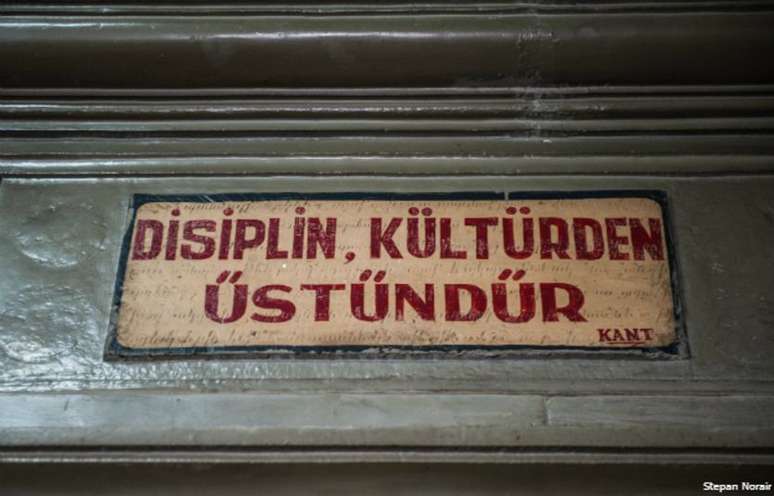 DİSİPLİN, KÜLTÜRDEN
ÜSTÜNDÜR
KANT
Stepan Norair